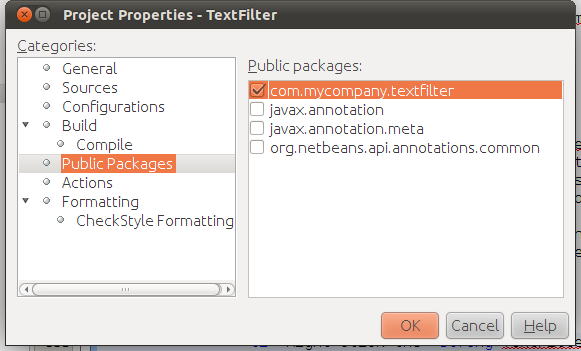 Project Properties - TextFilter
Categories:
General
Sources
Configurations
Build
Compile
Public Packages
Actions
Formatting
CheckStyle Formatting
Public packages:
com.mycompany.textfilter
javax.annotation
javax.annotation.meta
org.netbeans.api.annotations.common
OK
Cancel
Help